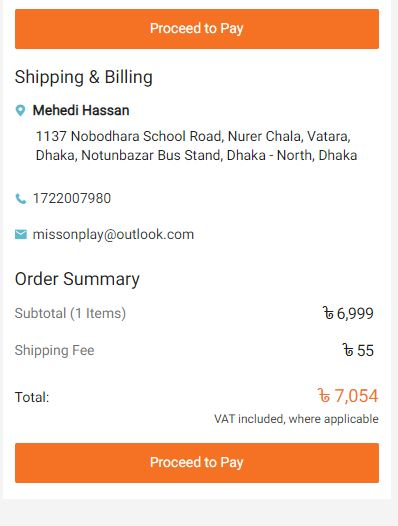 Proceed to Pay
Shipping & Billing
Mehedi Hassan
1137 Nobodhara School Road, Nurer Chala, Vatara,
Dhaka, Notunbazar Bus Stand, Dhaka - North, Dhaka
1722007980
missonplay@outlook.com
Order Summary
Subtotal (1 Items) ৳ 6,999
Shipping Fee ৳ 55
Total: ৳ 7,054
VAT included, where applicable
Proceed to Pay